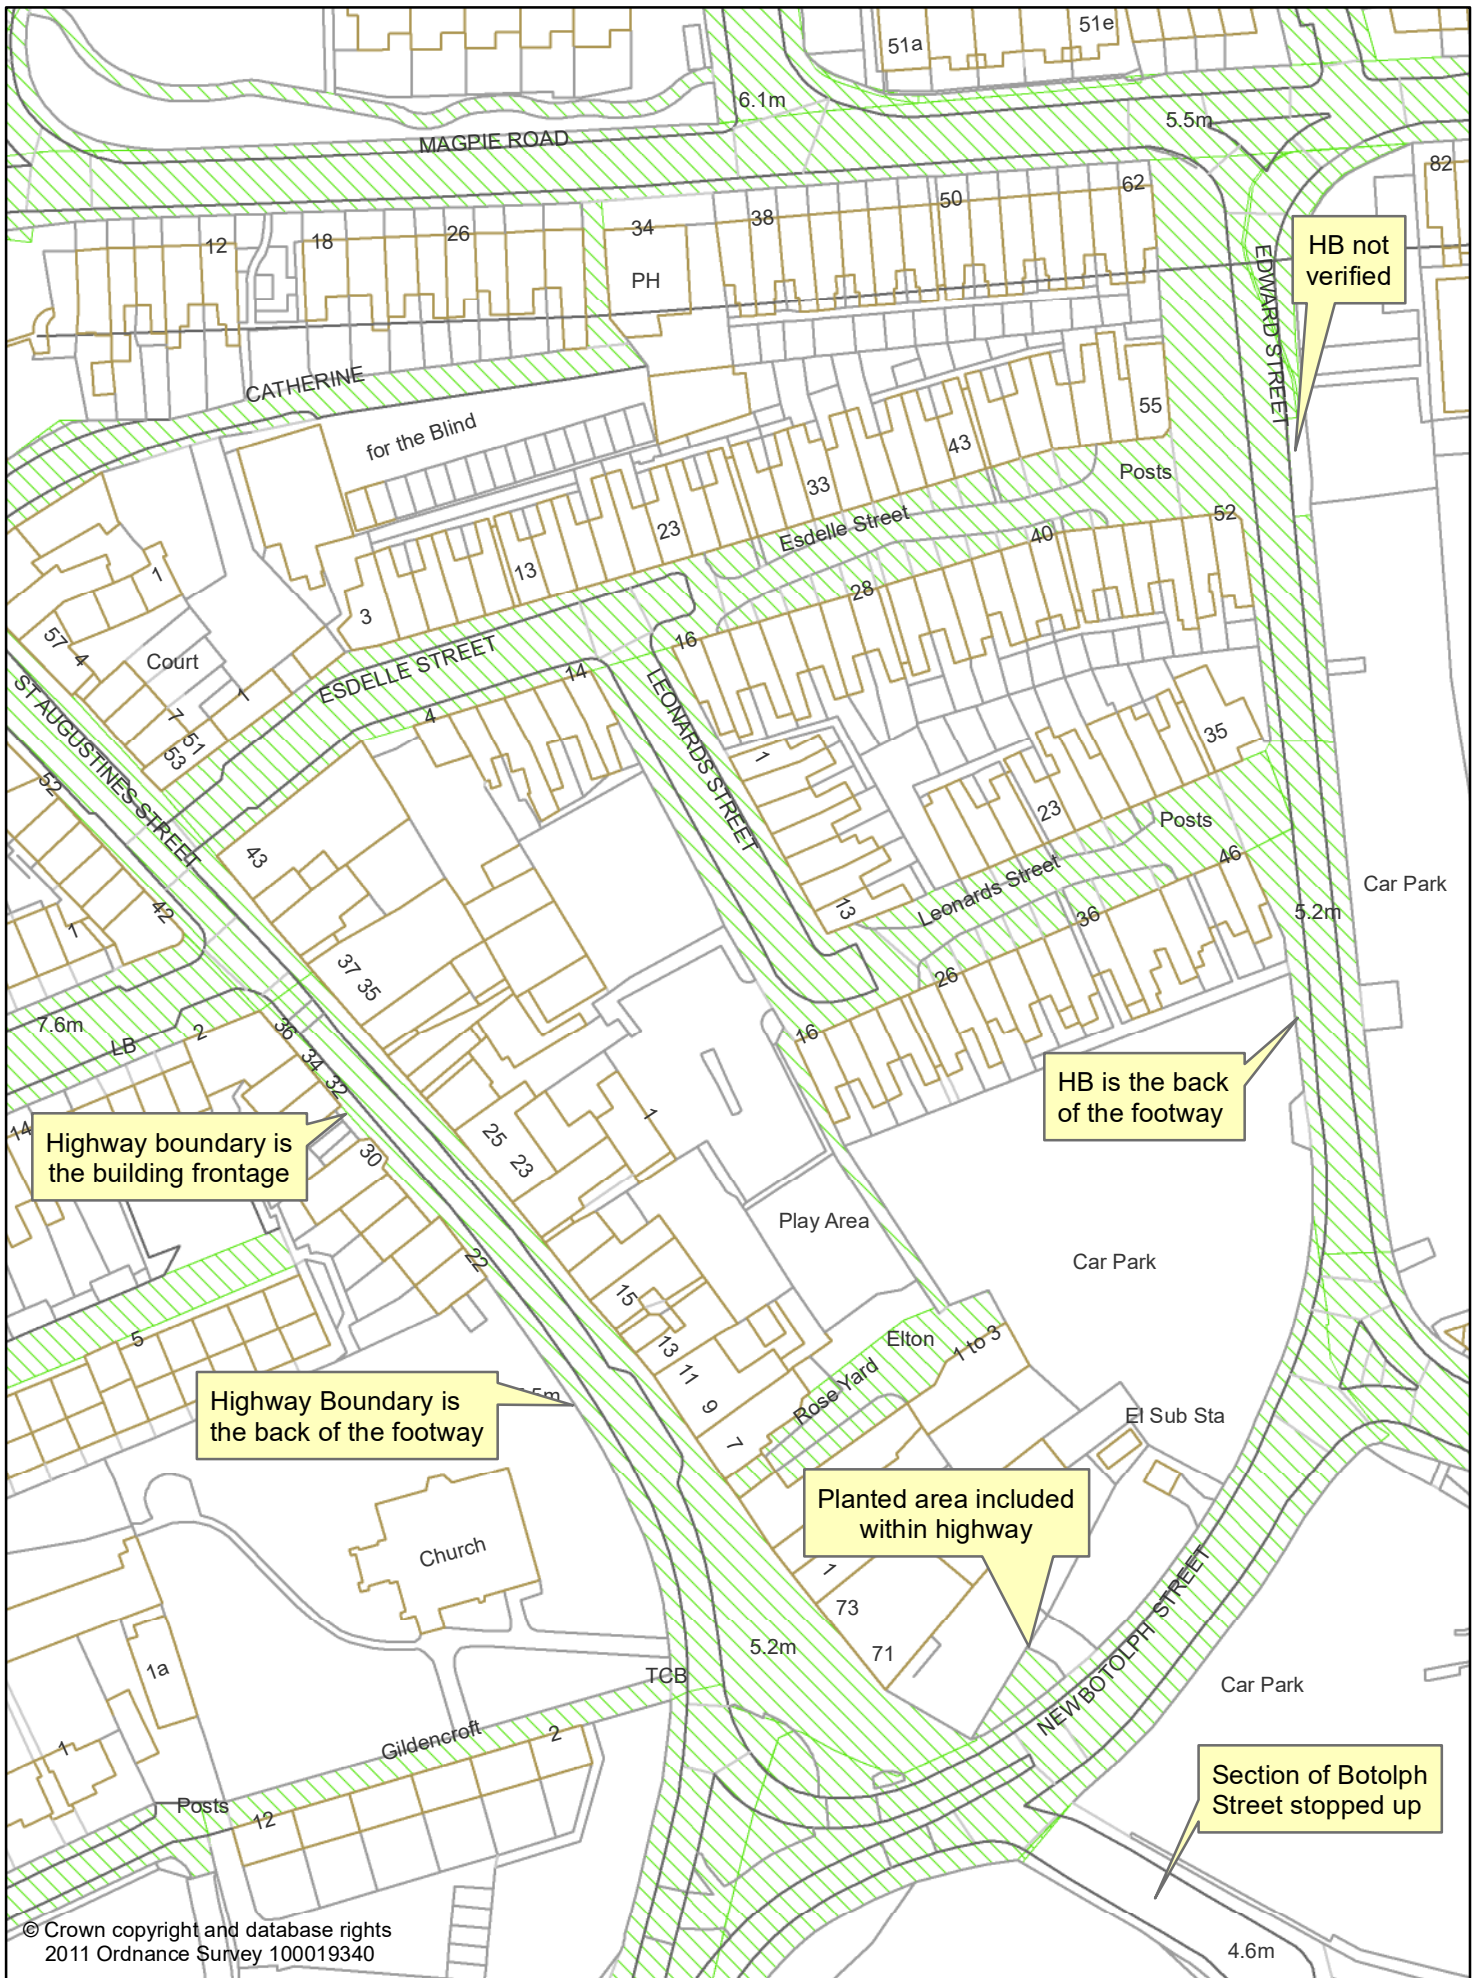 51a
51e
6.1m
5.5m
MAGPIE ROAD
82
62
50
38
34
26
18
12
PH
EDWARD STREET
HB not
verified
CATHERINE
for the Blind
55
43
33
23
13
3
Posts
Esdelle Street
52
40
28
16
1
57
4
Court
7
1
51
53
ESDELLE STREET
14
4
ST AUGUSTINES STREET
LEONARDS STREET
52
42
1
43
37
35
1
13
35
23
Posts
Leonards Street
46
36
26
16
5.2m
Car Park
7.6m
LB
2
36
34
32
14
30
22
Highway boundary is
the building frontage
HB is the back
of the footway
25
23
1
Play Area
Car Park
15
13
11
9
7
5
Elton
1 to 3
Rose Yard
El Sub Sta
Highway Boundary is
the back of the footway
5m
Planted area included
within highway
Church
1
73
71
5.2m
TCB
1a
1
NEW BOTOLPH STREET
Car Park
Gildencroft
2
Posts
12
Section of Botolph
Street stopped up
4.6m
© Crown copyright and database rights
2011 Ordnance Survey 100019340